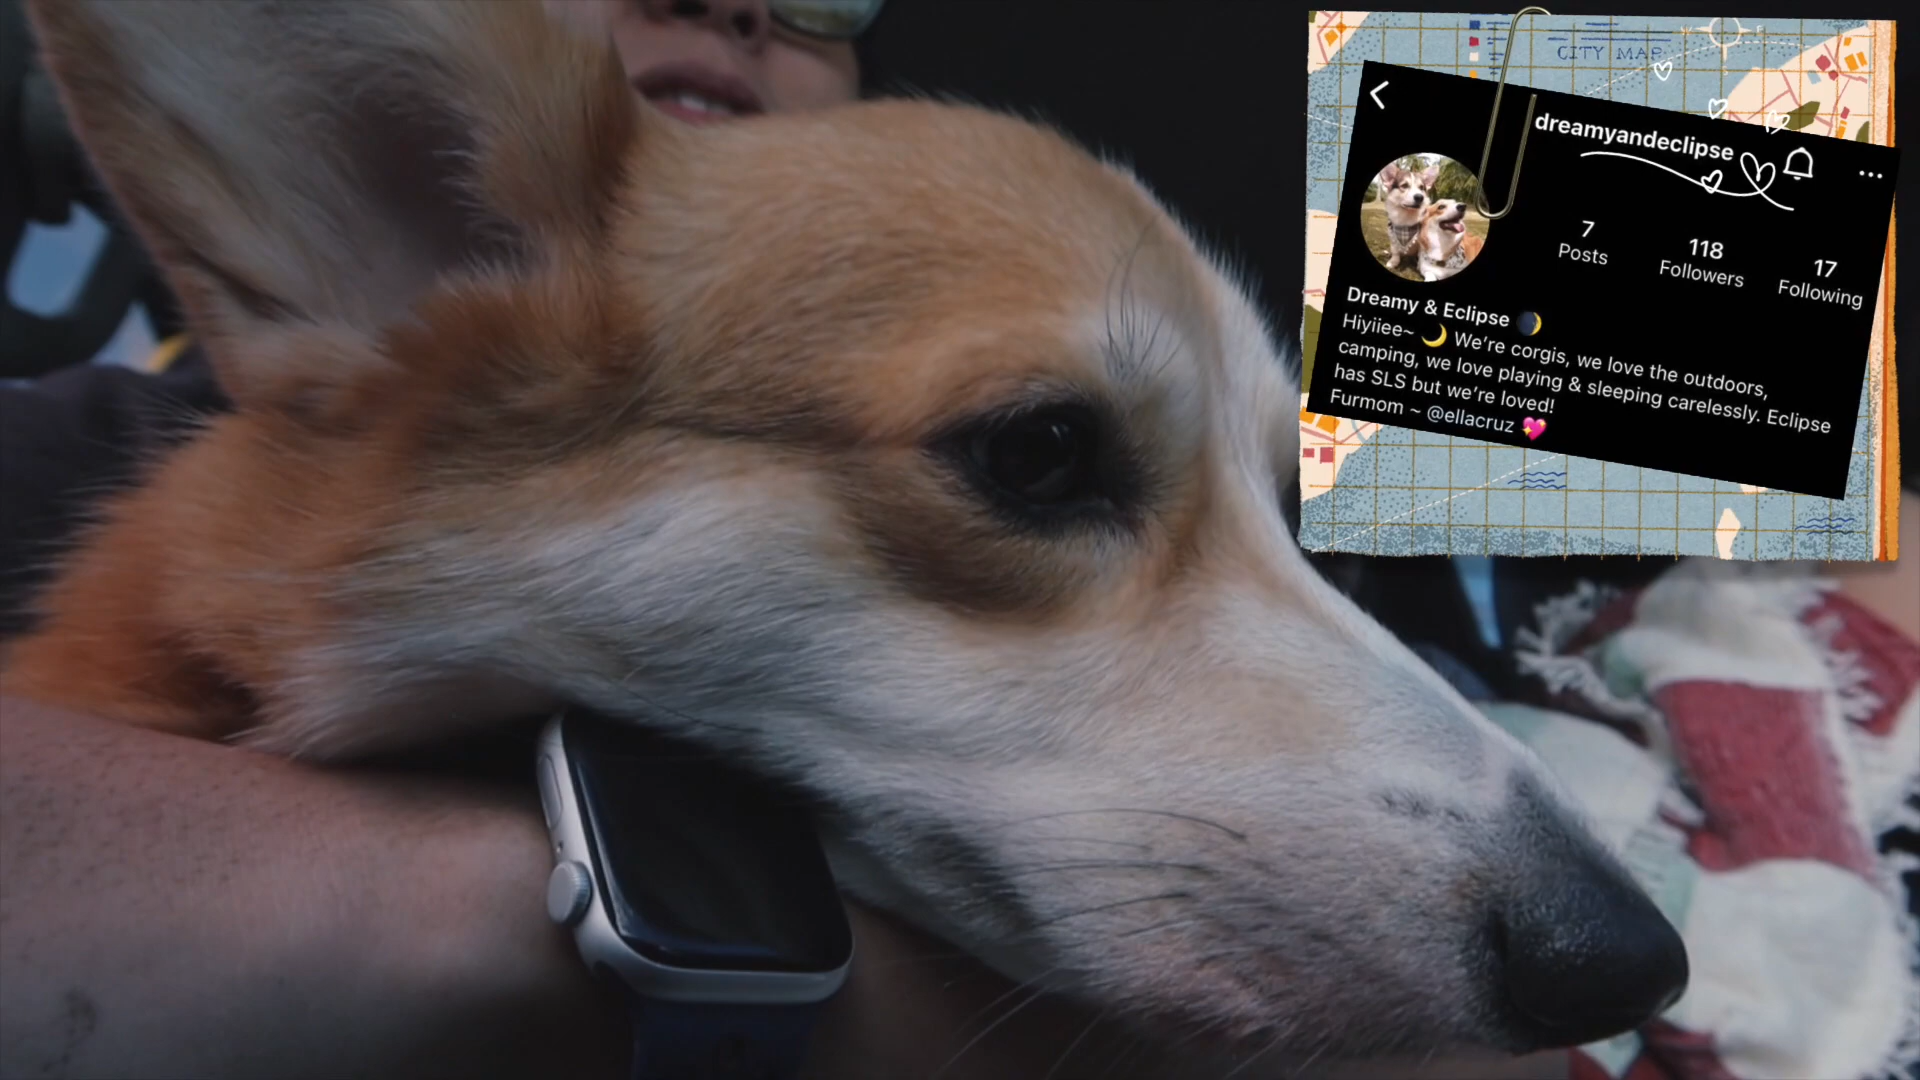 CITY MAP
dreamyandeclipse
7
Posts
118
Followers
17
Following
Dreamy & Eclipse 🌒
Hiyiiee~ 🌙 We're corgis, we love the outdoors,
camping, we love playing & sleeping carelessly. Eclipse
has SLS but we're loved!
Furmom ~ @ellacruz 💖